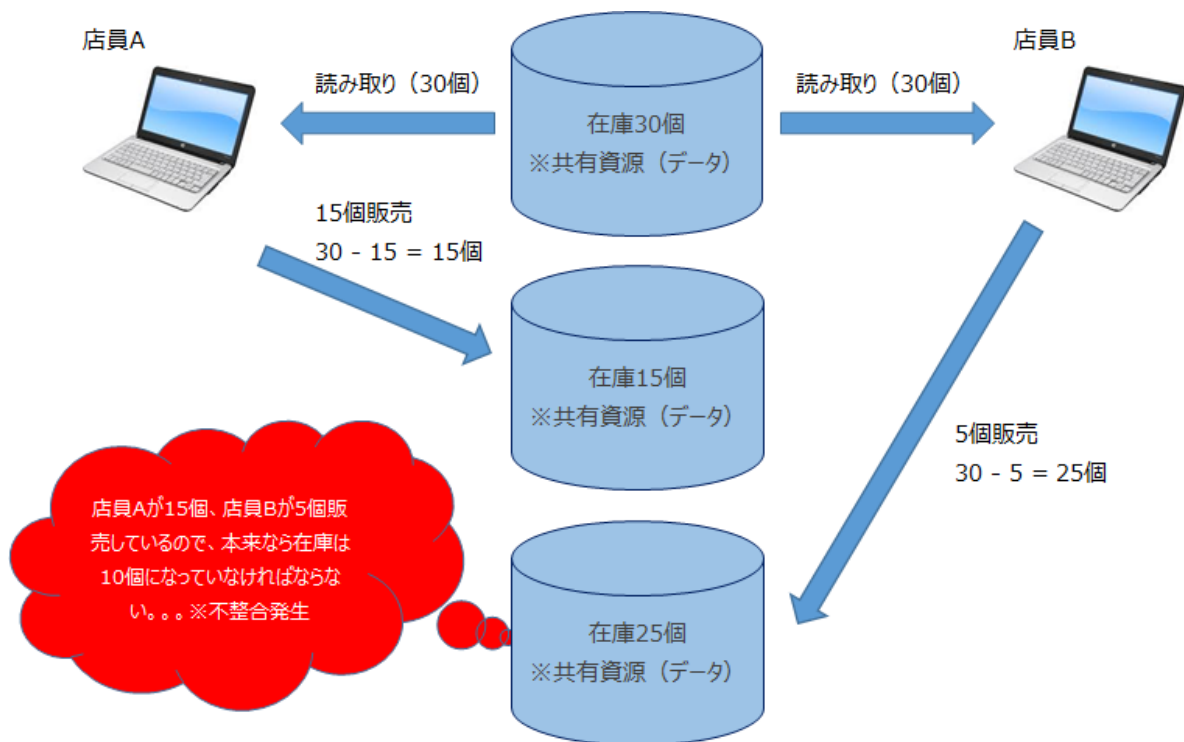 店員A
店員B
読み取り（30個）
読み取り（30個）
在庫30個
※共有資源（データ）
15個販売
30 - 15 = 15個
在庫15個
※共有資源（データ）
5個販売
30 - 5 = 25個
店員Aが15個、店員Bが5個販
売しているので、本来なら在庫は
10個になっていなければならな
い。。。※不整合発生
在庫25個
※共有資源（データ）